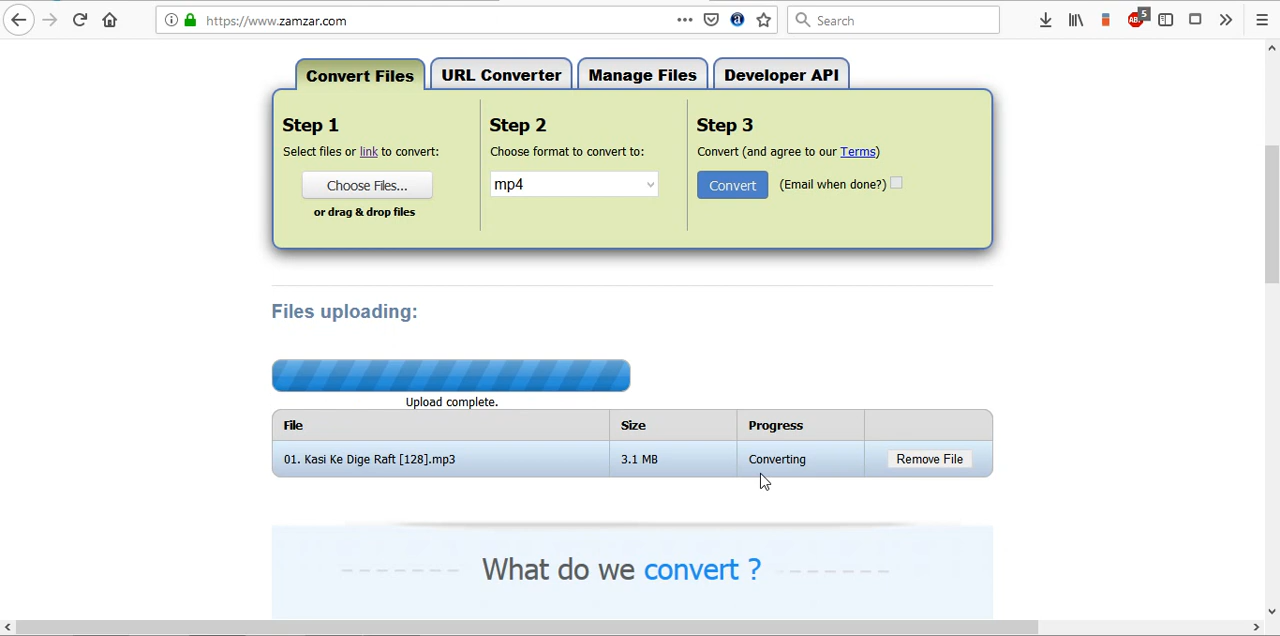 https://www.zamzar.com
Search
5
Convert Files
URL Converter
Manage Files
Developer API
Step 1
Select files or link to convert:
Choose Files...
or drag & drop files
Step 2
Choose format to convert to:
mp4
Step 3
Convert (and agree to our Terms)
Convert
(Email when done?)
Files uploading:
Upload complete.
File Size Progress
01. Kasi Ke Dige Raft [128].mp3 3.1 MB Converting Remove File
What do we convert ?